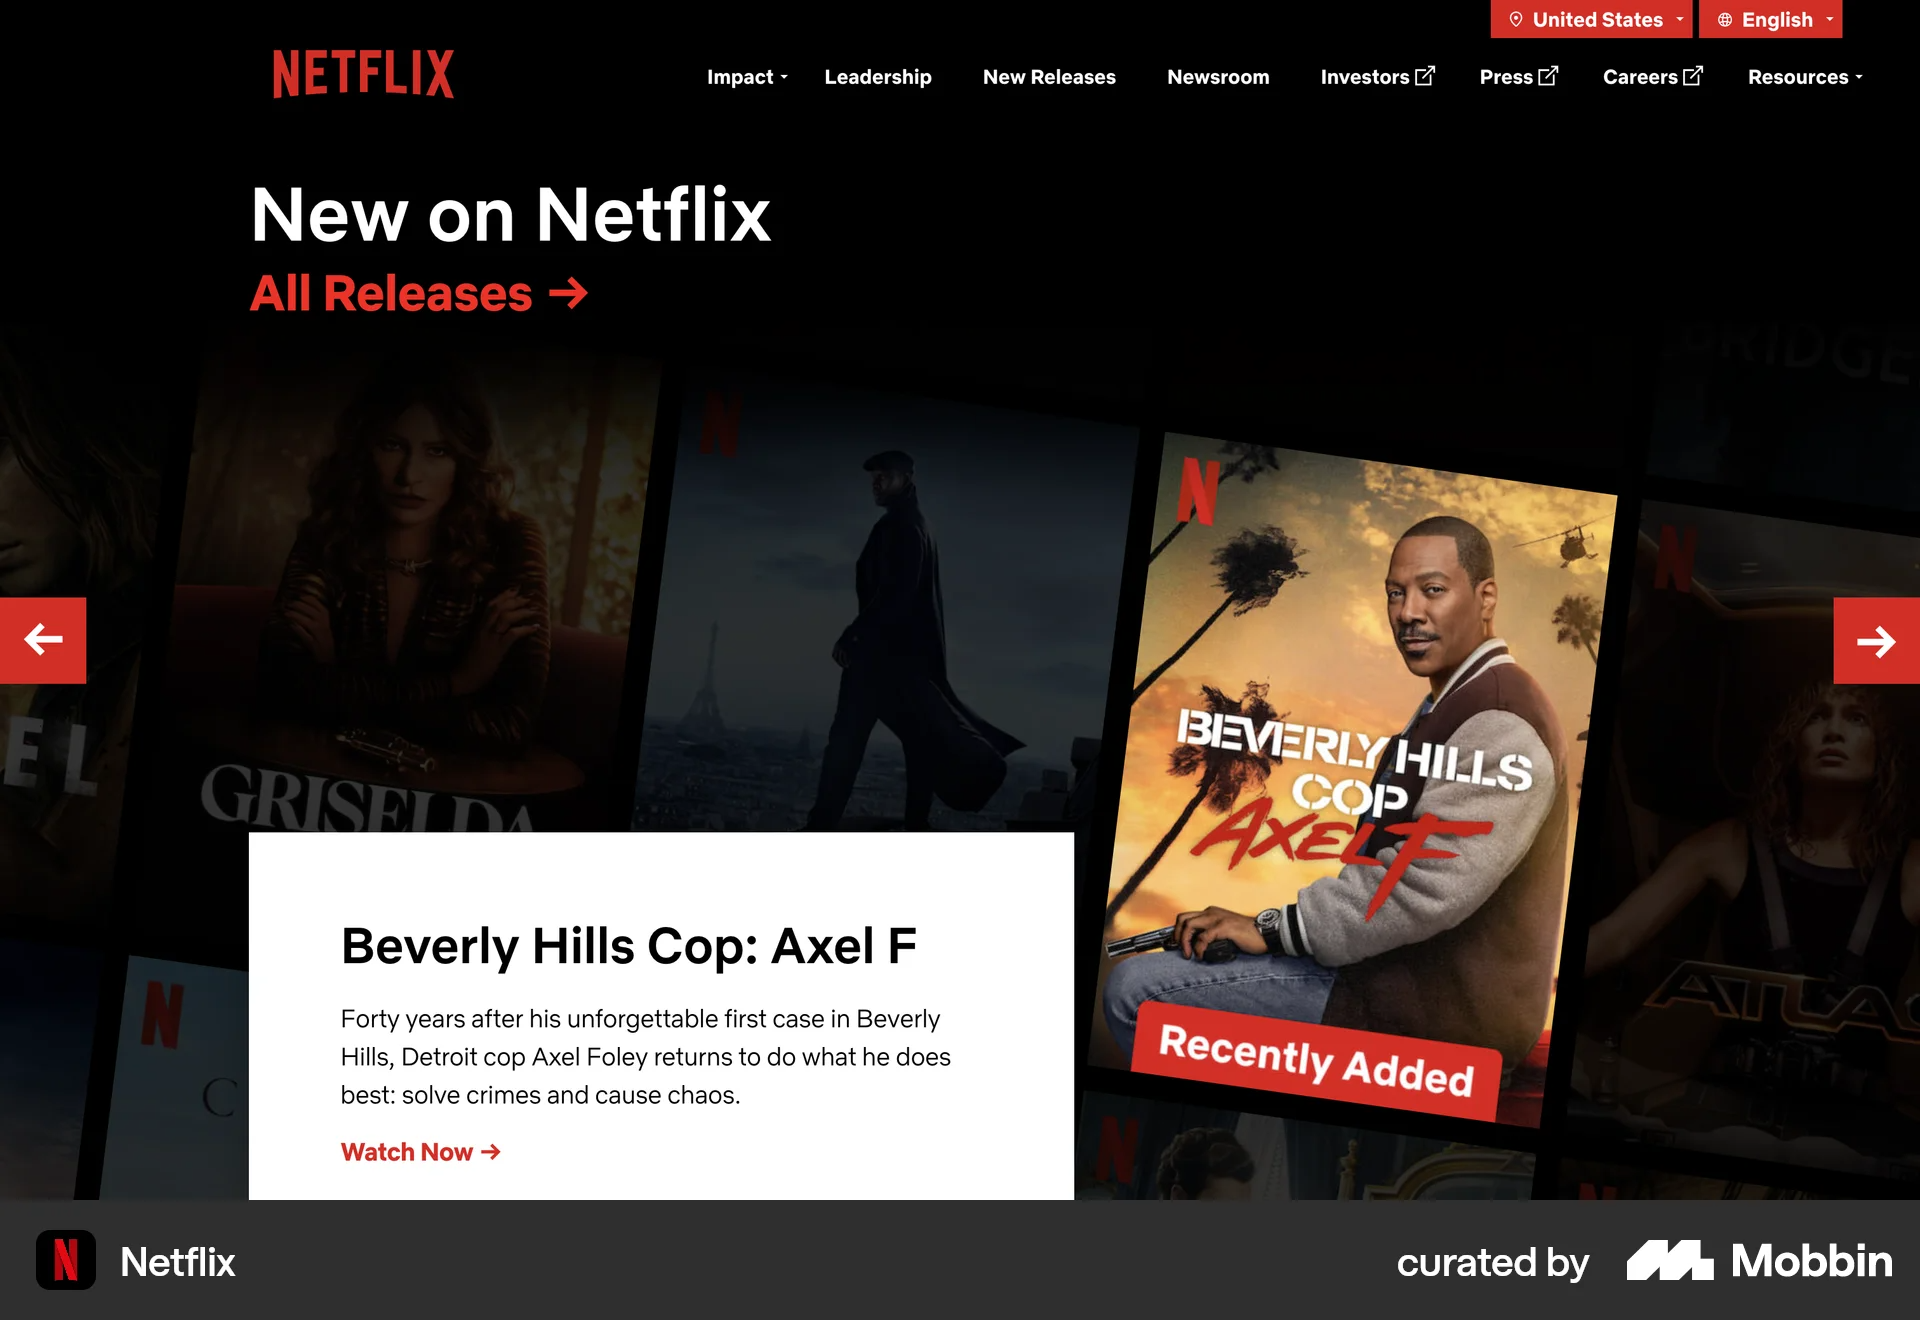 United States
English
NETFLIX
Impact
Leadership
New Releases
Newsroom
Investors
Press
Careers
Resources
New on Netflix
All Releases →
BRIDGE
N
N
N
EL
GRISELDA
BEVERLY HILLS
COP
AXEL F
Recently Added
ATLA
N
C
N
Beverly Hills Cop: Axel F
Forty years after his unforgettable first case in Beverly
Hills, Detroit cop Axel Foley returns to do what he does
best: solve crimes and cause chaos.
Watch Now →
N
Netflix
curated by
Mobbin